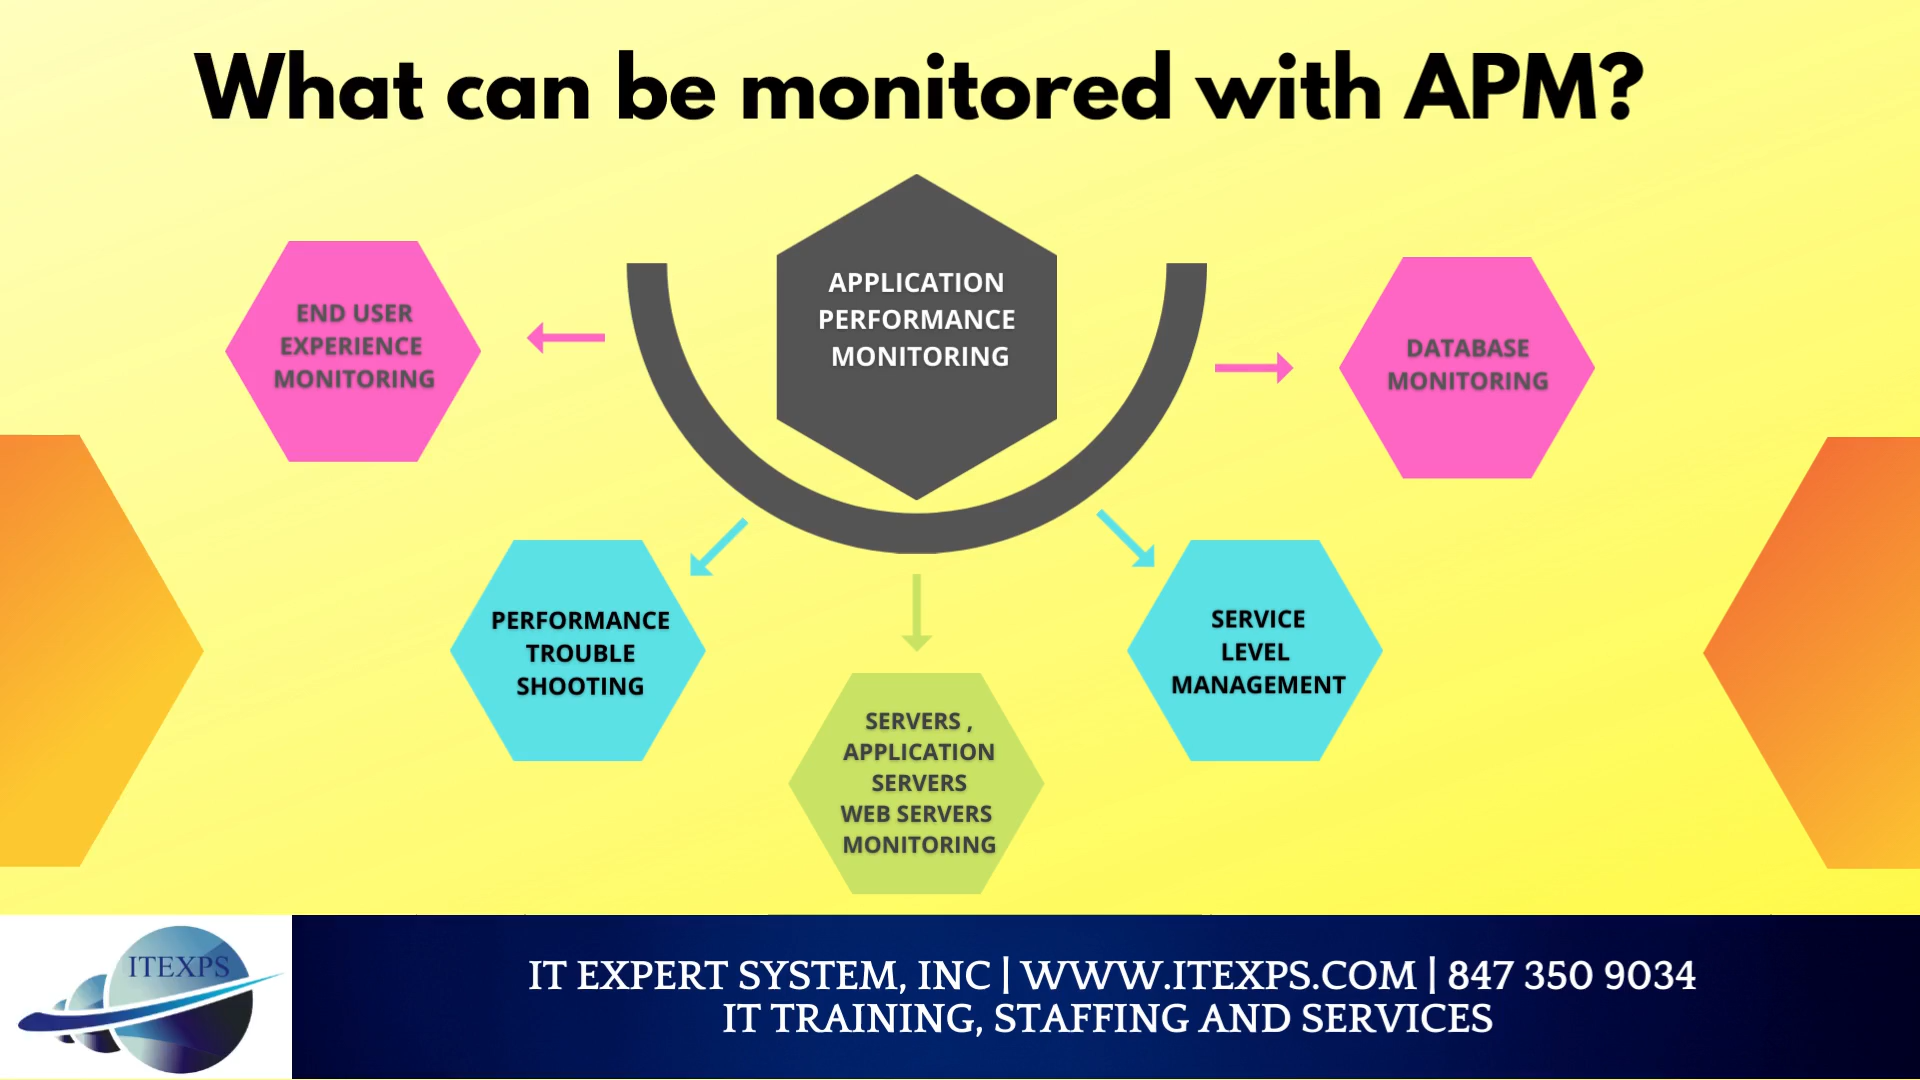 What can be monitored with APM?
APPLICATION
PERFORMANCE
MONITORING
END USER
EXPERIENCE
MONITORING
DATABASE
MONITORING
PERFORMANCE
TROUBLE
SHOOTING
SERVICE
LEVEL
MANAGEMENT
SERVERS ,
APPLICATION
SERVERS
WEB SERVERS
MONITORING
ITEXPS
IT EXPERT SYSTEM, INC | WWW.ITEXPS.COM | 847 350 9034
IT TRAINING, STAFFING AND SERVICES